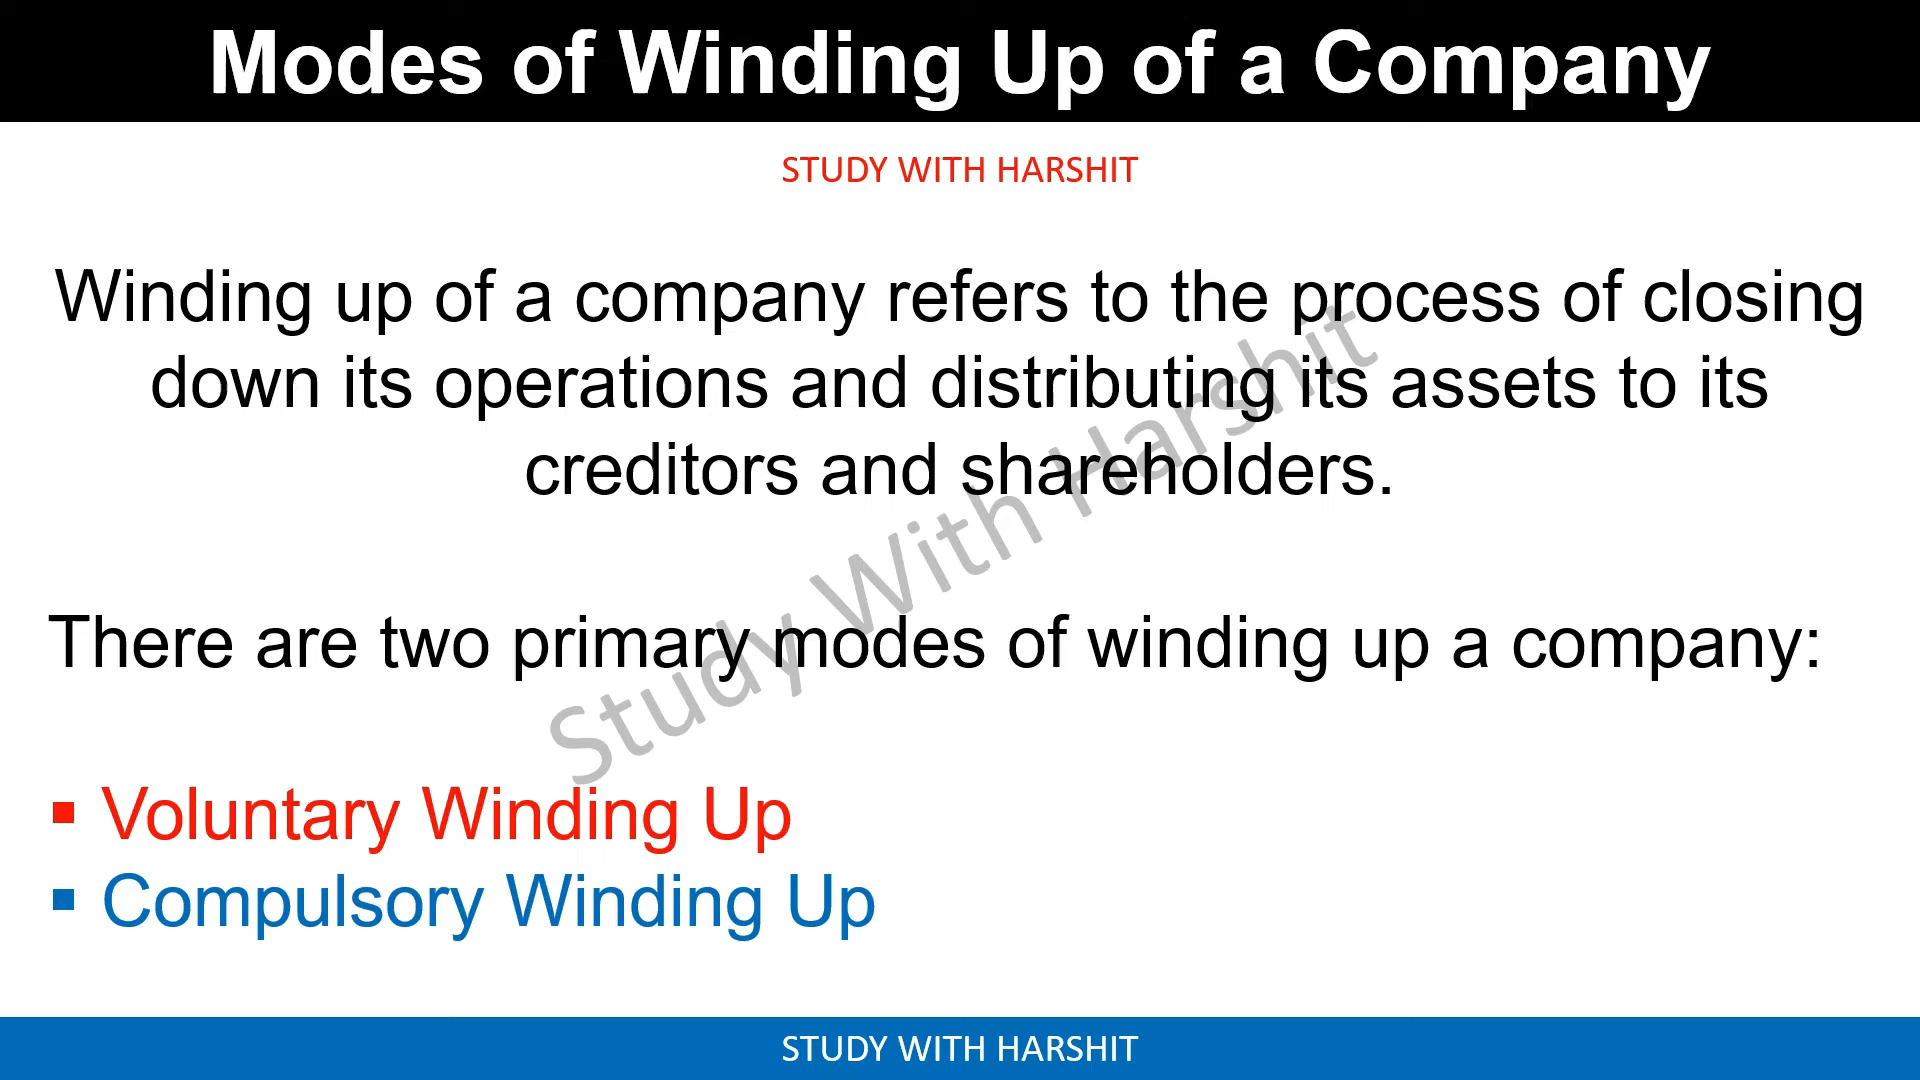 Modes of Winding Up of a Company
STUDY WITH HARSHIT
Winding up of a company refers to the process of closing
down its operations and distributing its assets to its
creditors and shareholders.
Study With Harshit
There are two primary modes of winding up a company:
▪ Voluntary Winding Up
▪ Compulsory Winding Up
STUDY WITH HARSHIT